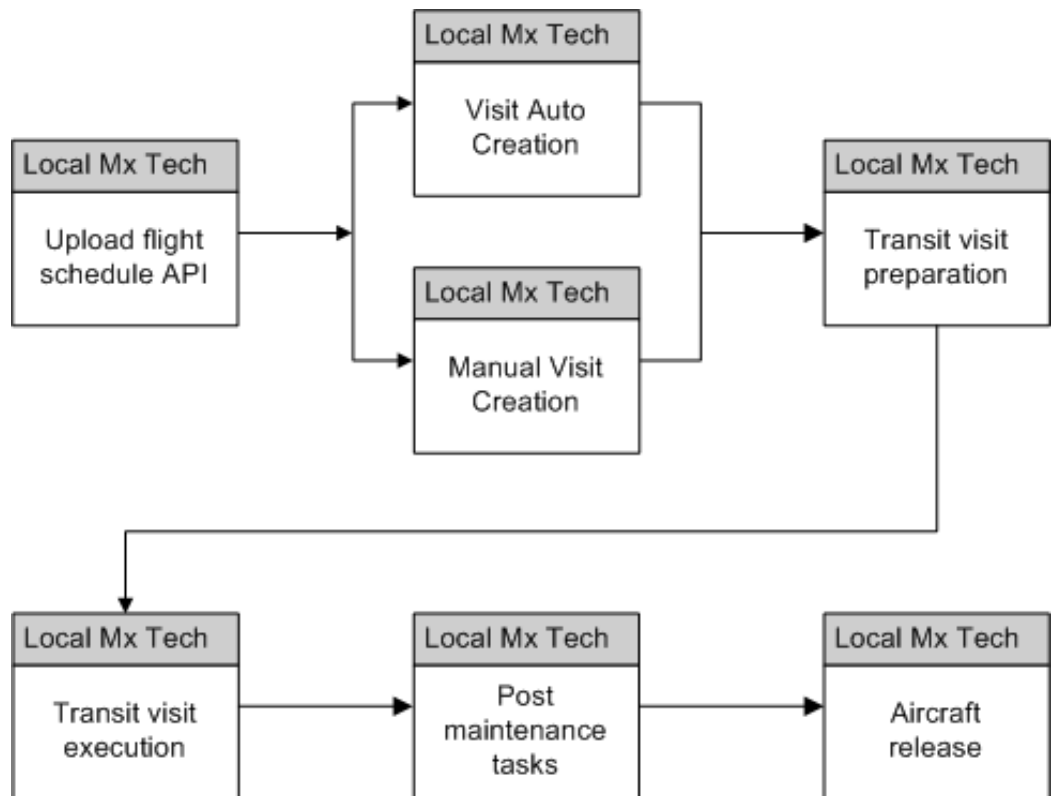 Local Mx Tech
Upload flight
schedule API
Local Mx Tech
Visit Auto
Creation
Local Mx Tech
Manual Visit
Creation
Local Mx Tech
Transit visit
preparation
Local Mx Tech
Transit visit
execution
Local Mx Tech
Post
maintenance
tasks
Local Mx Tech
Aircraft
release